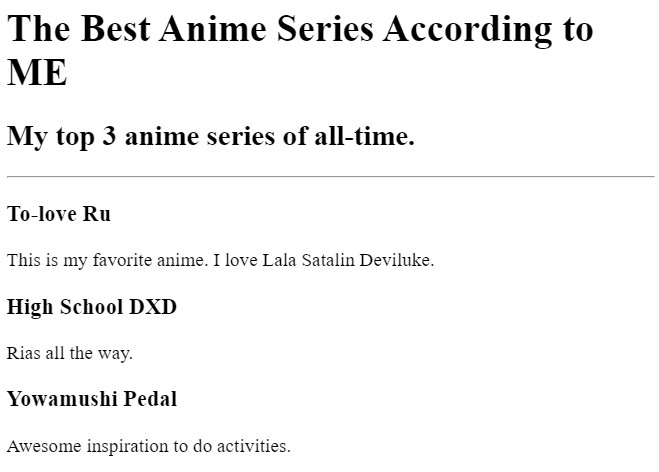 The Best Anime Series According to
ME
My top 3 anime series of all-time.
To-love Ru
This is my favorite anime. I love Lala Satalin Deviluke.
High School DXD
Rias all the way.
Yowamushi Pedal
Awesome inspiration to do activities.